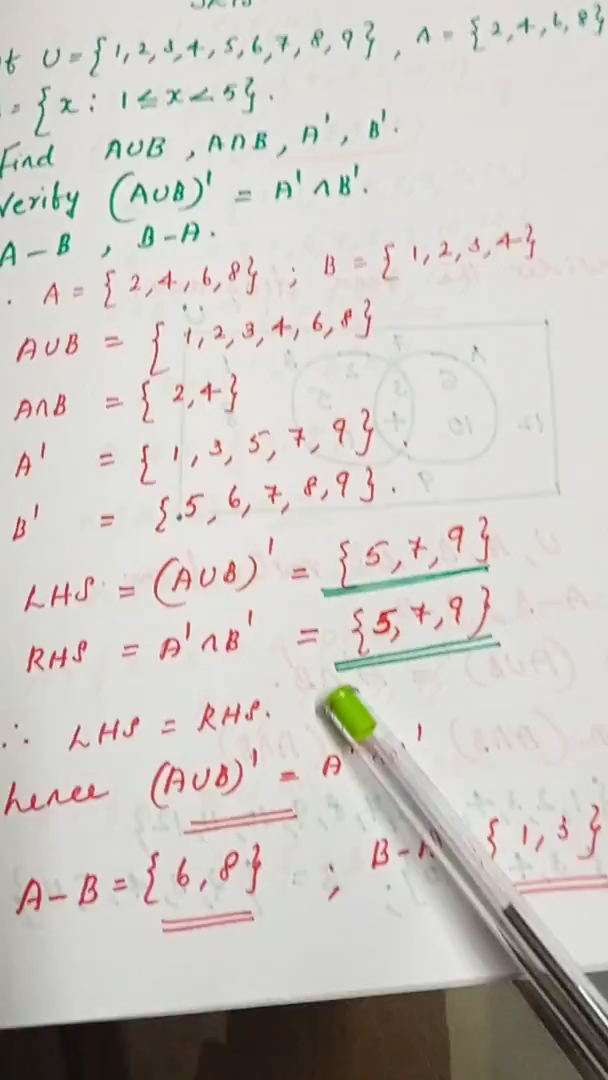 U = {1, 2, 3, 4, 5, 6, 7, 8, 9}, A = {2, 4, 6, 8}
= {x : 1 ≤ x < 5}.
Find A∪B, A∩B, A', B'.
Verify (A∪B)' = A' ∩ B'.
A - B, B - A.
A = {2, 4, 6, 8}; B = {1, 2, 3, 4}
A∪B = {1, 2, 3, 4, 6, 8}
A∩B = {2, 4}
A' = {1, 3, 5, 7, 9}.
B' = {5, 6, 7, 8, 9}.
LHS = (A∪B)' = {5, 7, 9}
RHS = A' ∩ B' = {5, 7, 9}
∴ LHS = RHS.
hence (A∪B)' = A'
A - B = {6, 8}; B - {1, 3}